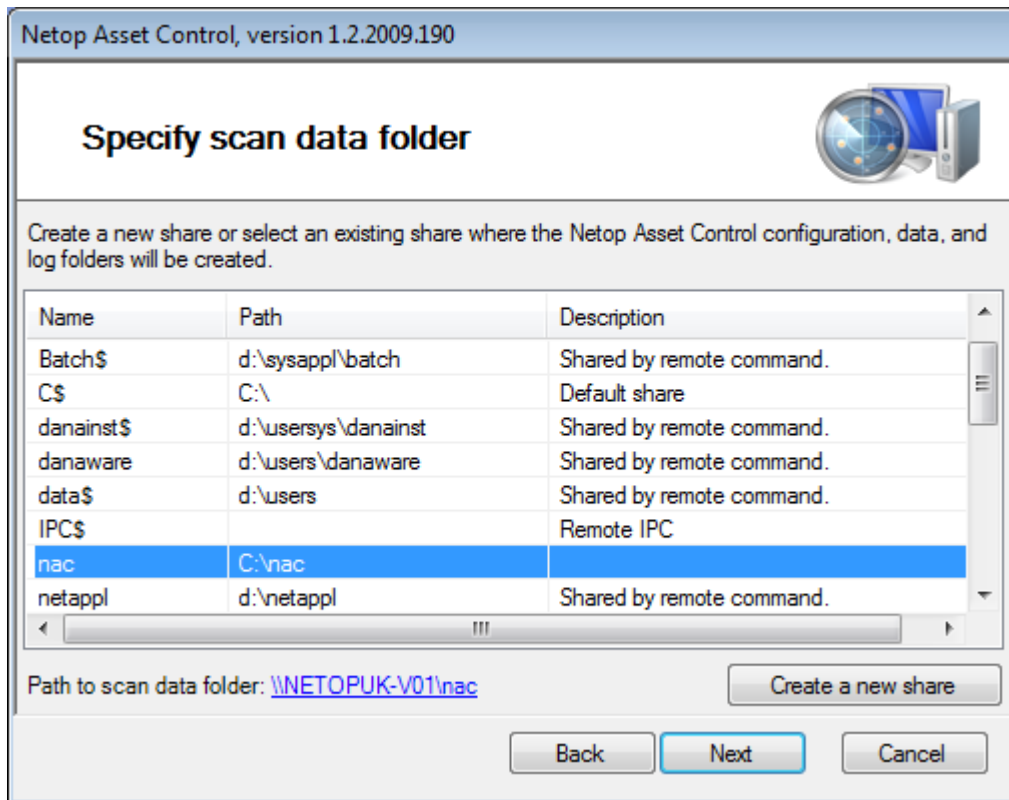 Netop Asset Control, version 1.2.2009.190
Specify scan data folder
Create a new share or select an existing share where the Netop Asset Control configuration, data, and
log folders will be created.
Name Path Description
Batch$ d:\sysappl\batch Shared by remote command.
C$ C:\ Default share
danainst$ d:\usersys\danainst Shared by remote command.
danaware d:\users\danaware Shared by remote command.
data$ d:\users Shared by remote command.
IPC$ Remote IPC
nac C:\nac
netappl d:\netappl Shared by remote command.
Path to scan data folder: \\NETOPUK-V01\nac Create a new share
Back Next Cancel